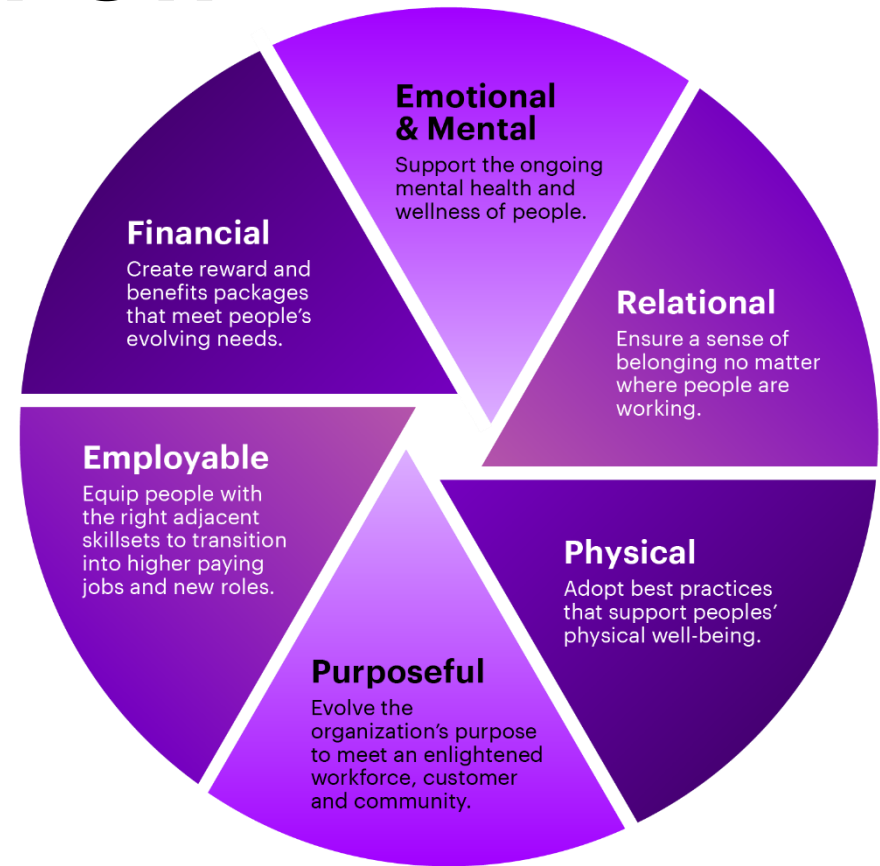 Emotional
& Mental
Support the ongoing
mental health and
wellness of people.
Relational
Ensure a sense of
belonging no matter
where people are
working.
Physical
Adopt best practices
that support peoples’
physical well-being.
Purposeful
Evolve the
organization’s purpose
to meet an enlightened
workforce, customer
and community.
Employable
Equip people with
the right adjacent
skillsets to transition
into higher paying
jobs and new roles.
Financial
Create reward and
benefits packages
that meet people’s
evolving needs.